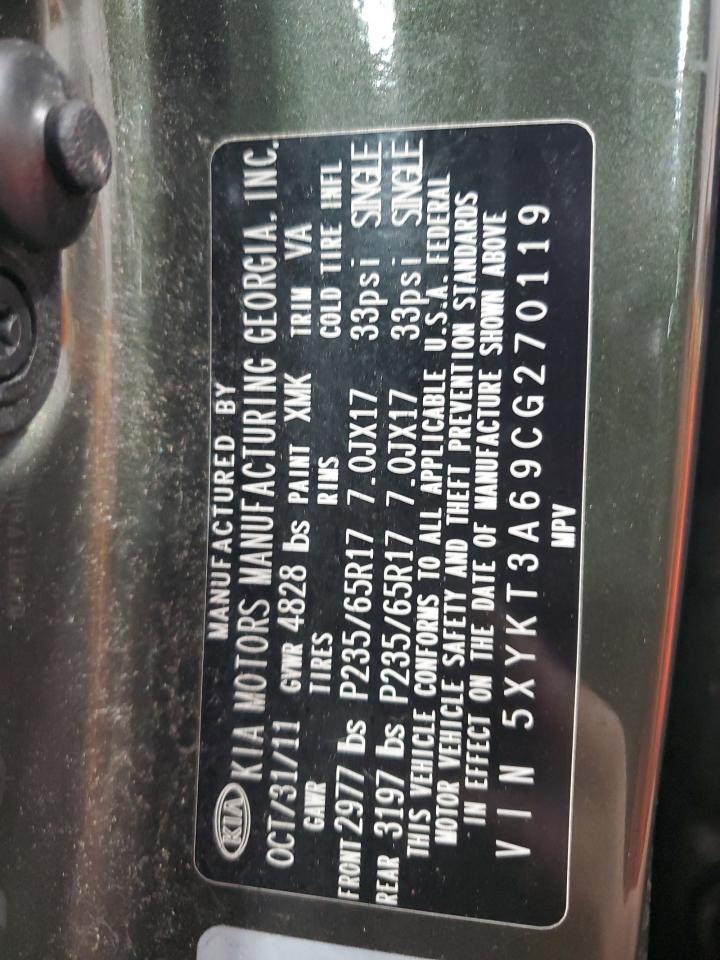 MANUFACTURED BY
KIA KIA MOTORS MANUFACTURING GEORGIA, INC.
OCT/31/11 GVWR 4828 lbs PAINT XMK TRIM VA
GAWR TIRES RIMS COLD TIRE INFL
FRONT 2977 lbs P235/65R17 7.0JX17 33psi SINGLE
REAR 3197 lbs P235/65R17 7.0JX17 33psi SINGLE
THIS VEHICLE CONFORMS TO ALL APPLICABLE U.S.A. FEDERAL
MOTOR VEHICLE SAFETY AND THEFT PREVENTION STANDARDS
IN EFFECT ON THE DATE OF MANUFACTURE SHOWN ABOVE
VIN 5XYKT3A69CG270119
MPV